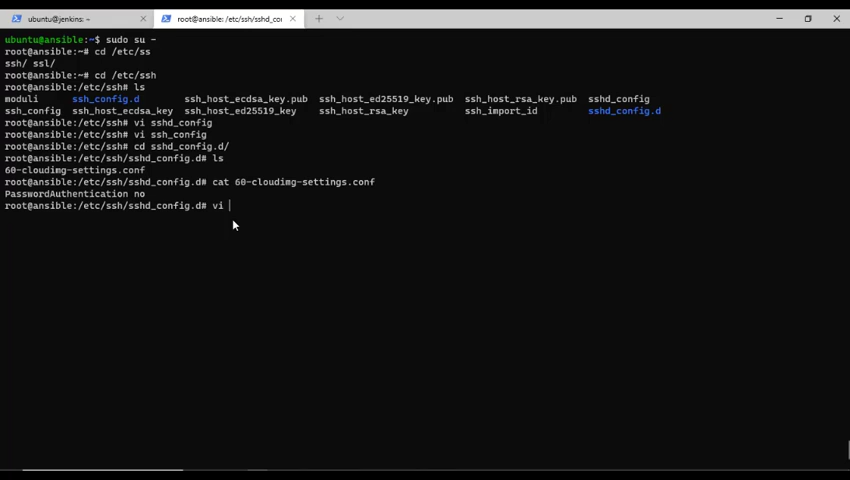 ubuntu@jenkins: ~
root@ansible: /etc/ssh/sshd_cor
ubuntu@ansible:~$ sudo su -
root@ansible:~# cd /etc/ss
ssh/ ssl/
root@ansible:~# cd /etc/ssh
root@ansible:/etc/ssh# ls
moduli ssh_config.d ssh_host_ecdsa_key.pub ssh_host_ed25519_key.pub ssh_host_rsa_key.pub sshd_config
ssh_config ssh_host_ecdsa_key ssh_host_ed25519_key ssh_host_rsa_key ssh_import_id sshd_config.d
root@ansible:/etc/ssh# vi sshd_config
root@ansible:/etc/ssh# vi ssh_config
root@ansible:/etc/ssh# cd sshd_config.d/
root@ansible:/etc/ssh/sshd_config.d# ls
60-cloudimg-settings.conf
root@ansible:/etc/ssh/sshd_config.d# cat 60-cloudimg-settings.conf
PasswordAuthentication no
root@ansible:/etc/ssh/sshd_config.d# vi